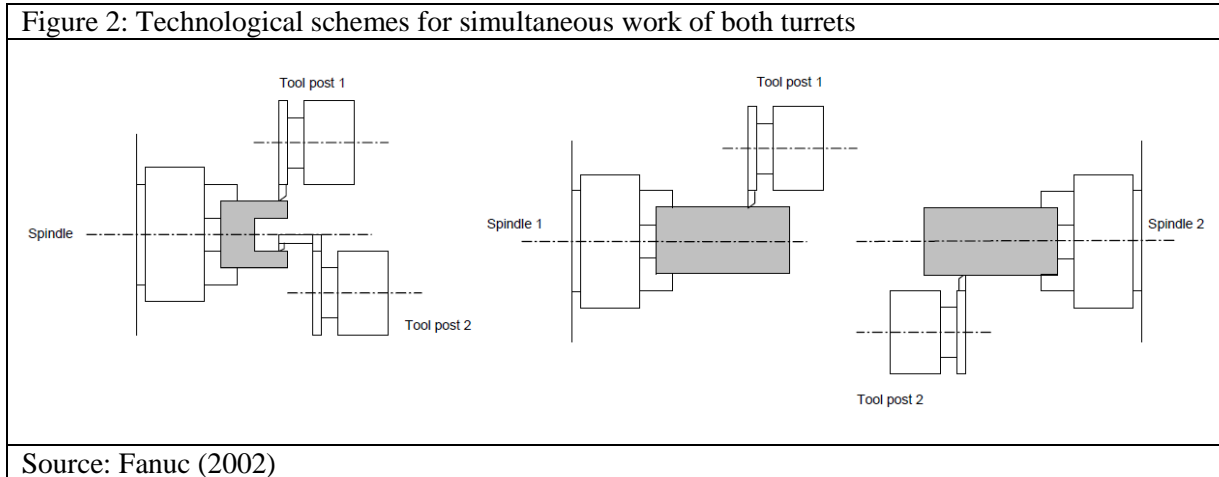 Figure 2: Technological schemes for simultaneous work of both turrets
Tool post 1
Spindle
Tool post 2
Tool post 1
Spindle 1
Spindle 2
Tool post 2
Source: Fanuc (2002)